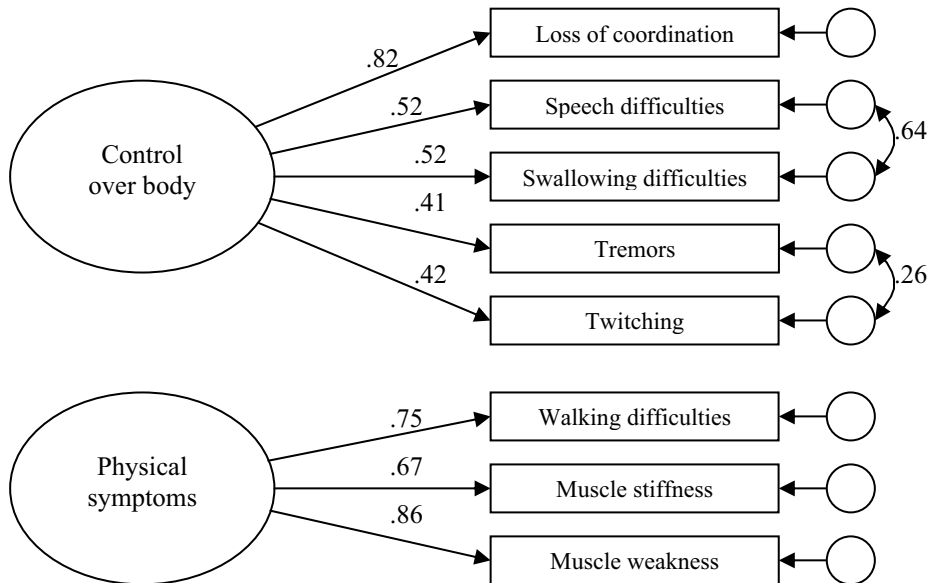 Loss of coordination
.82
Speech difficulties
.52
.64
Control
over body
Swallowing difficulties
.52
.41
Tremors
.26
.42
Twitching
Walking difficulties
.75
Physical
symptoms
.67
Muscle stiffness
.86
Muscle weakness